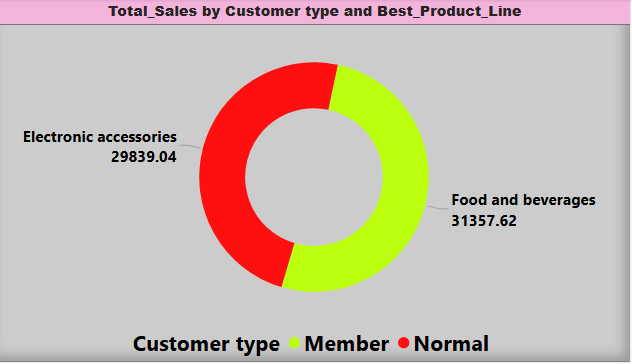 Total_Sales by Customer type and Best_Product_Line
Electronic accessories
29839.04
Food and beverages
31357.62
Customer type Member Normal